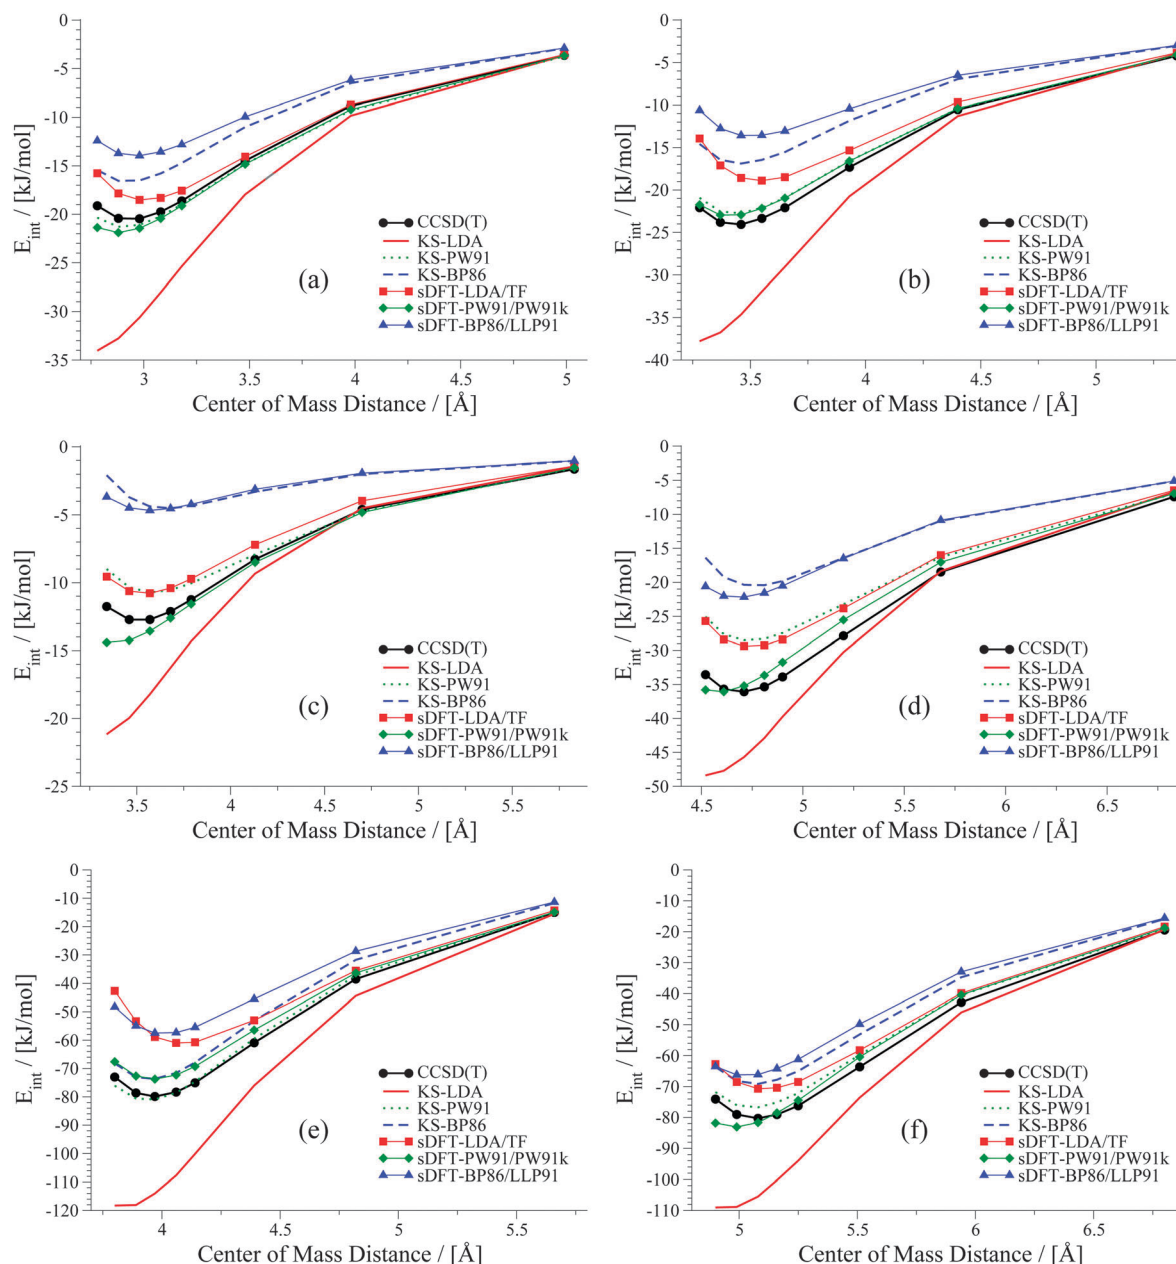 0
-5
-10
-15
-20
-25
-30
-35
E_int / [kJ/mol]
CCSD(T)
KS-LDA
KS-PW91
KS-BP86
sDFT-LDA/TF
sDFT-PW91/PW91k
sDFT-BP86/LLP91
(a)
3 3.5 4 4.5 5
Center of Mass Distance / [Å]
0
-5
-10
-15
-20
-25
-30
-35
-40
E_int / [kJ/mol]
CCSD(T)
KS-LDA
KS-PW91
KS-BP86
sDFT-LDA/TF
sDFT-PW91/PW91k
sDFT-BP86/LLP91
(b)
3.5 4 4.5 5
Center of Mass Distance / [Å]
0
-5
-10
-15
-20
-25
E_int / [kJ/mol]
CCSD(T)
KS-LDA
KS-PW91
KS-BP86
sDFT-LDA/TF
sDFT-PW91/PW91k
sDFT-BP86/LLP91
(c)
3.5 4 4.5 5 5.5
Center of Mass Distance / [Å]
0
-5
-10
-15
-20
-25
-30
-35
-40
-45
-50
E_int / [kJ/mol]
CCSD(T)
KS-LDA
KS-PW91
KS-BP86
sDFT-LDA/TF
sDFT-PW91/PW91k
sDFT-BP86/LLP91
(d)
4.5 5 5.5 6 6.5
Center of Mass Distance / [Å]
0
-10
-20
-30
-40
-50
-60
-70
-80
-90
-100
-110
-120
E_int / [kJ/mol]
CCSD(T)
KS-LDA
KS-PW91
KS-BP86
sDFT-LDA/TF
sDFT-PW91/PW91k
sDFT-BP86/LLP91
(e)
4 4.5 5 5.5
Center of Mass Distance / [Å]
0
-10
-20
-30
-40
-50
-60
-70
-80
-90
-100
-110
E_int / [kJ/mol]
CCSD(T)
KS-LDA
KS-PW91
KS-BP86
sDFT-LDA/TF
sDFT-PW91/PW91k
sDFT-BP86/LLP91
(f)
5 5.5 6 6.5
Center of Mass Distance / [Å]